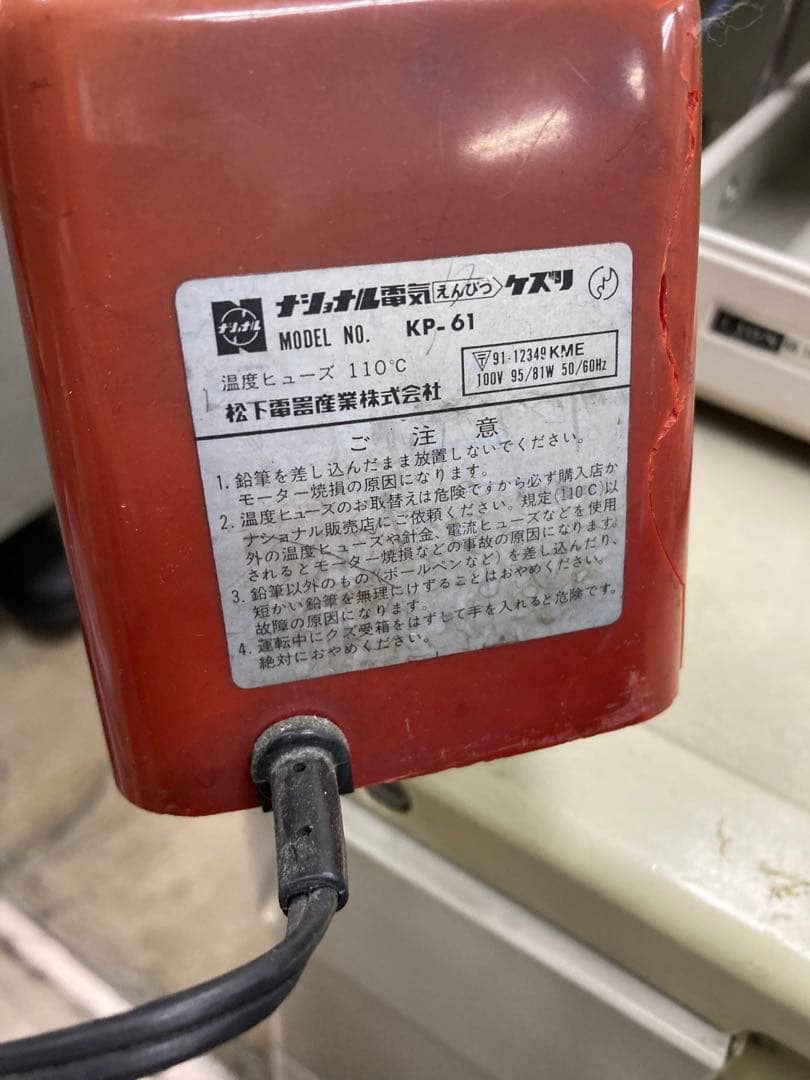 ナショナル
ナショナル電気えんぴつケズリ
MODEL NO. KP-61
温度ヒューズ 110℃
91-12349 KME
100V 95/81W 50/60Hz
松下電器産業株式会社
ご注意
1. 鉛筆を差し込んだまま放置しないでください。
モーター焼損の原因になります。
2. 温度ヒューズのお取替えは危険ですから必ず購入店か
ナショナル販売店にご依頼ください。規定(110℃)以
外の温度ヒューズや針金、電流ヒューズなどを使用
されるとモーター焼損などの事故の原因になります。
3. 鉛筆以外のもの(ボールペンなど)を差し込んだり、
短かい鉛筆を無理にけずることはおやめください。
故障の原因になります。
4. 運転中にクズ受箱をはずして手を入れると危険です。
絶対におやめください。